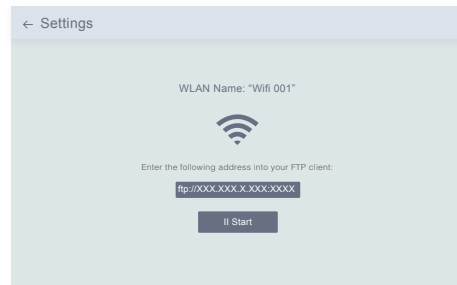 ← Settings
WLAN Name: “Wifi 001”
Enter the following address into your FTP client:
ftp://XXX.XXX.X.XXX:XXXX
II Start